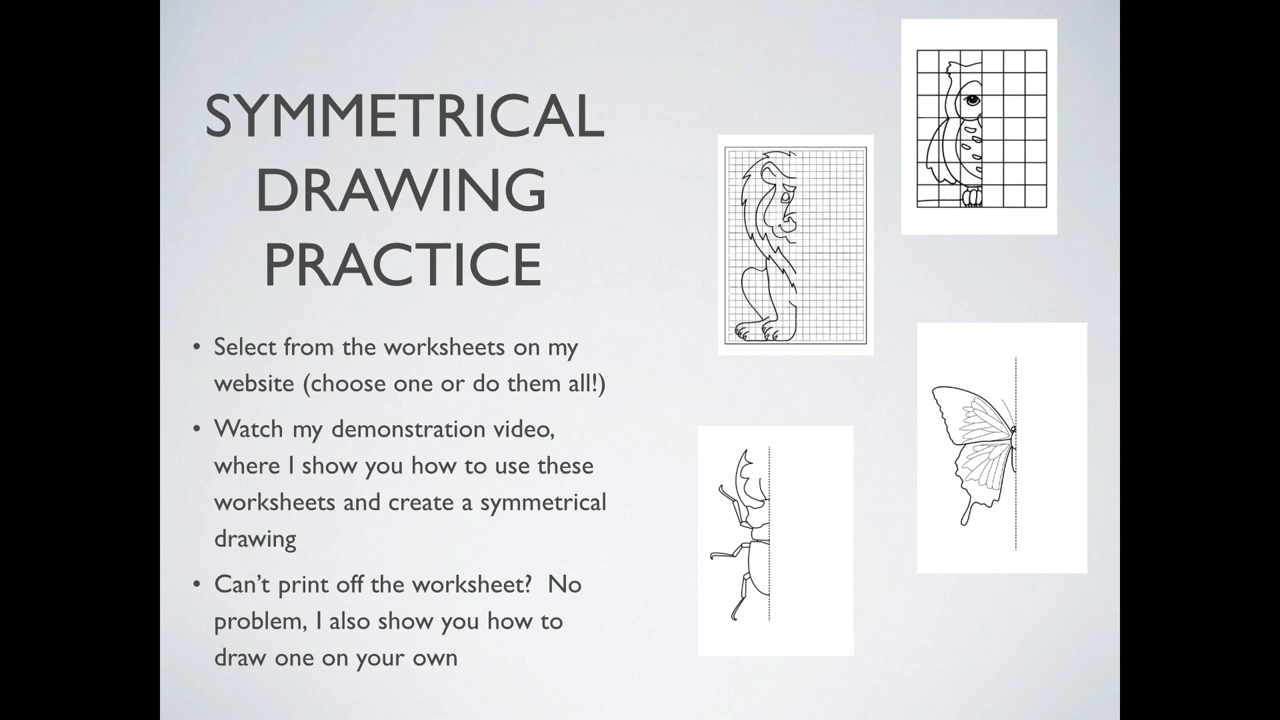 SYMMETRICAL
DRAWING
PRACTICE
• Select from the worksheets on my
website (choose one or do them all!)
• Watch my demonstration video,
where I show you how to use these
worksheets and create a symmetrical
drawing
• Can’t print off the worksheet?  No
problem, I also show you how to
draw one on your own